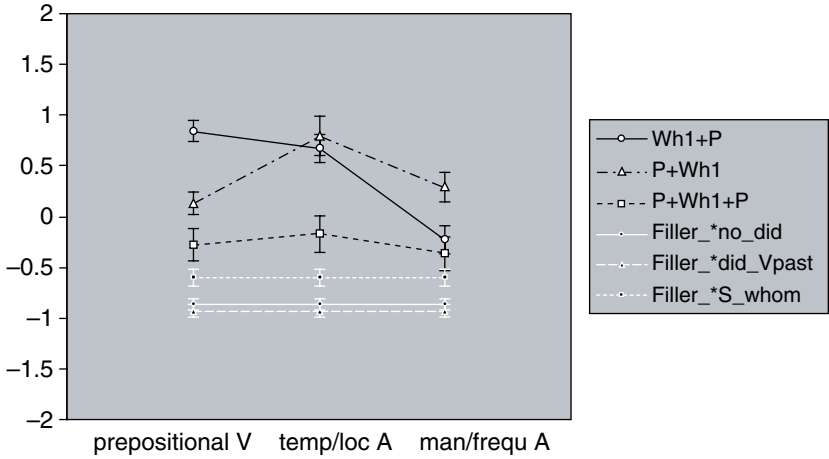 2
1.5
1
0.5
0
−0.5
−1
−1.5
−2
prepositional V temp/loc A man/frequ A
Wh1+P
P+Wh1
P+Wh1+P
Filler_*no_did
Filler_*did_Vpast
Filler_*S_whom